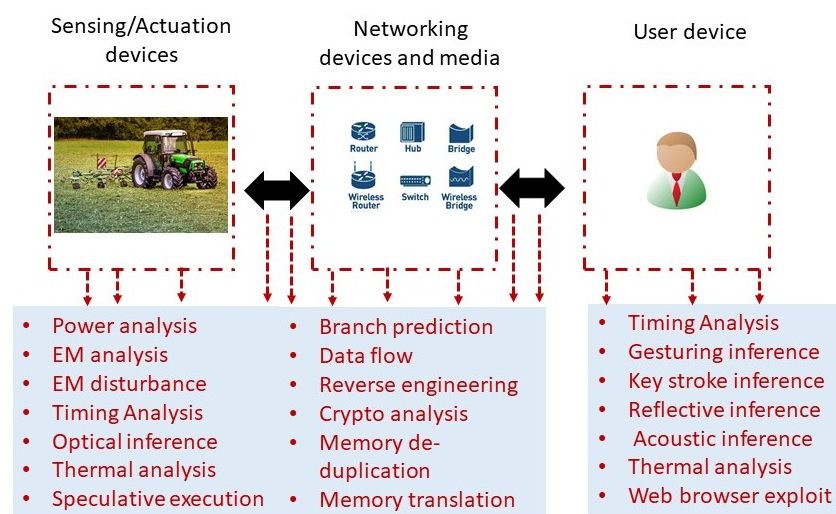 Sensing/Actuation
devices
Networking
devices and media
User device
Router
Hub
Bridge
Wireless
Router
Switch
Wireless
Bridge
• Power analysis
• EM analysis
• EM disturbance
• Timing Analysis
• Optical inference
• Thermal analysis
• Speculative execution
• Branch prediction
• Data flow
• Reverse engineering
• Crypto analysis
• Memory de-
duplication
• Memory translation
• Timing Analysis
• Gesturing inference
• Key stroke inference
• Reflective inference
• Acoustic inference
• Thermal analysis
• Web browser exploit